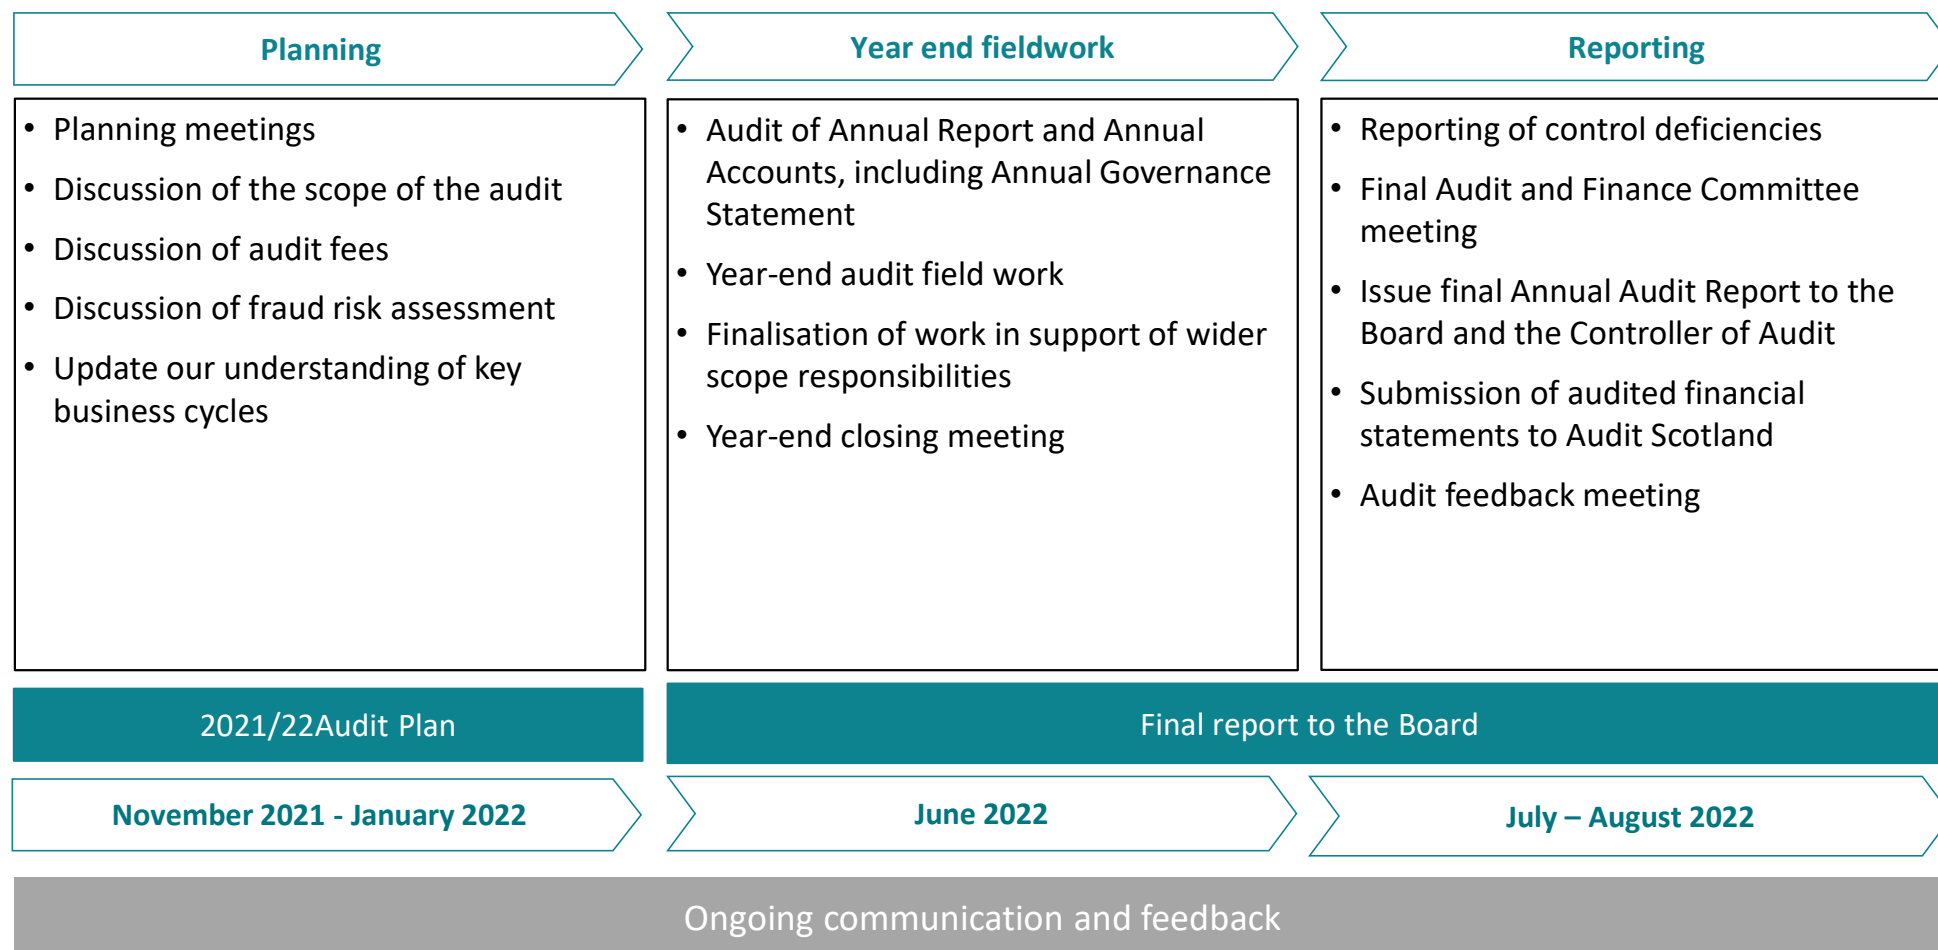 Planning
Year end fieldwork
Reporting
• Planning meetings
• Discussion of the scope of the audit
• Discussion of audit fees
• Discussion of fraud risk assessment
• Update our understanding of key
business cycles
• Audit of Annual Report and Annual
Accounts, including Annual Governance
Statement
• Year-end audit field work
• Finalisation of work in support of wider
scope responsibilities
• Year-end closing meeting
• Reporting of control deficiencies
• Final Audit and Finance Committee
meeting
• Issue final Annual Audit Report to the
Board and the Controller of Audit
• Submission of audited financial
statements to Audit Scotland
• Audit feedback meeting
2021/22Audit Plan
Final report to the Board
November 2021 - January 2022
June 2022
July – August 2022
Ongoing communication and feedback